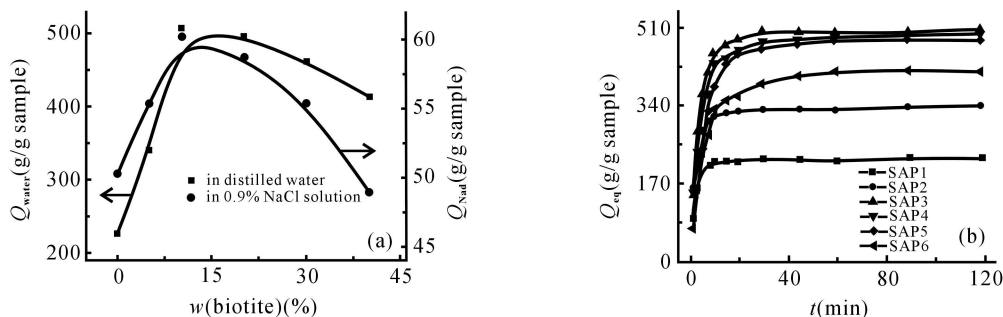 500
400
300
200
Q_water(g/g sample)
60
55
50
45
Q_Nad(g/g sample)
in distilled water
in 0.9% NaCl solution
(a)
0 15 30 45
w(biotite)(%)
510
340
170
0
Q_eq(g/g sample)
SAP1
SAP2
SAP3
SAP4
SAP5
SAP6
(b)
0 40 80 120
t(min)